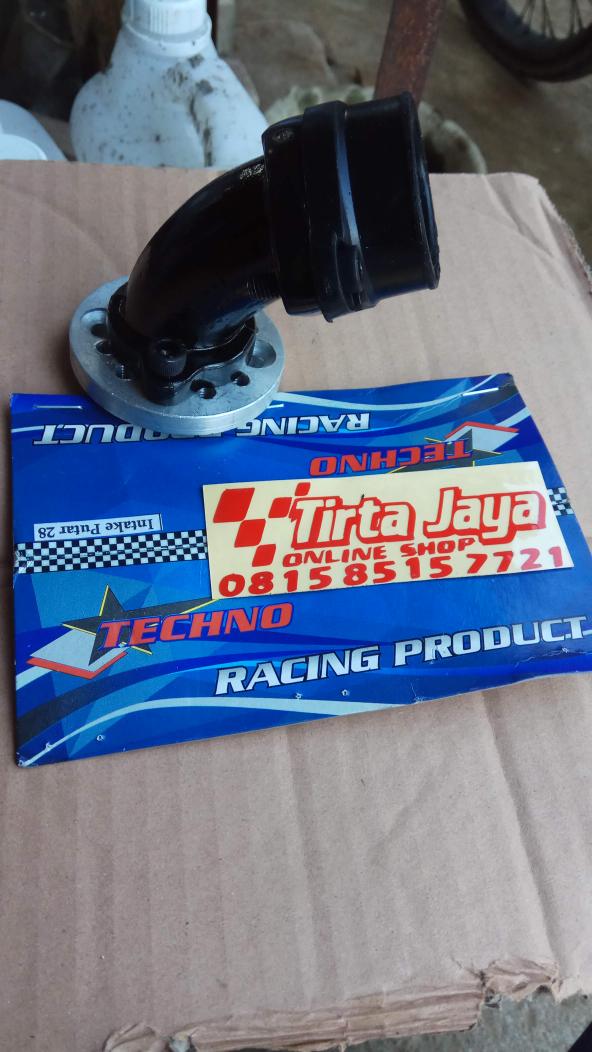 RACING PRODUCT
TECHNO
Intake Putar 28
Tirta Jaya
ONLINE SHOP
0815 8515 7721
TECHNO
RACING PRODUCT